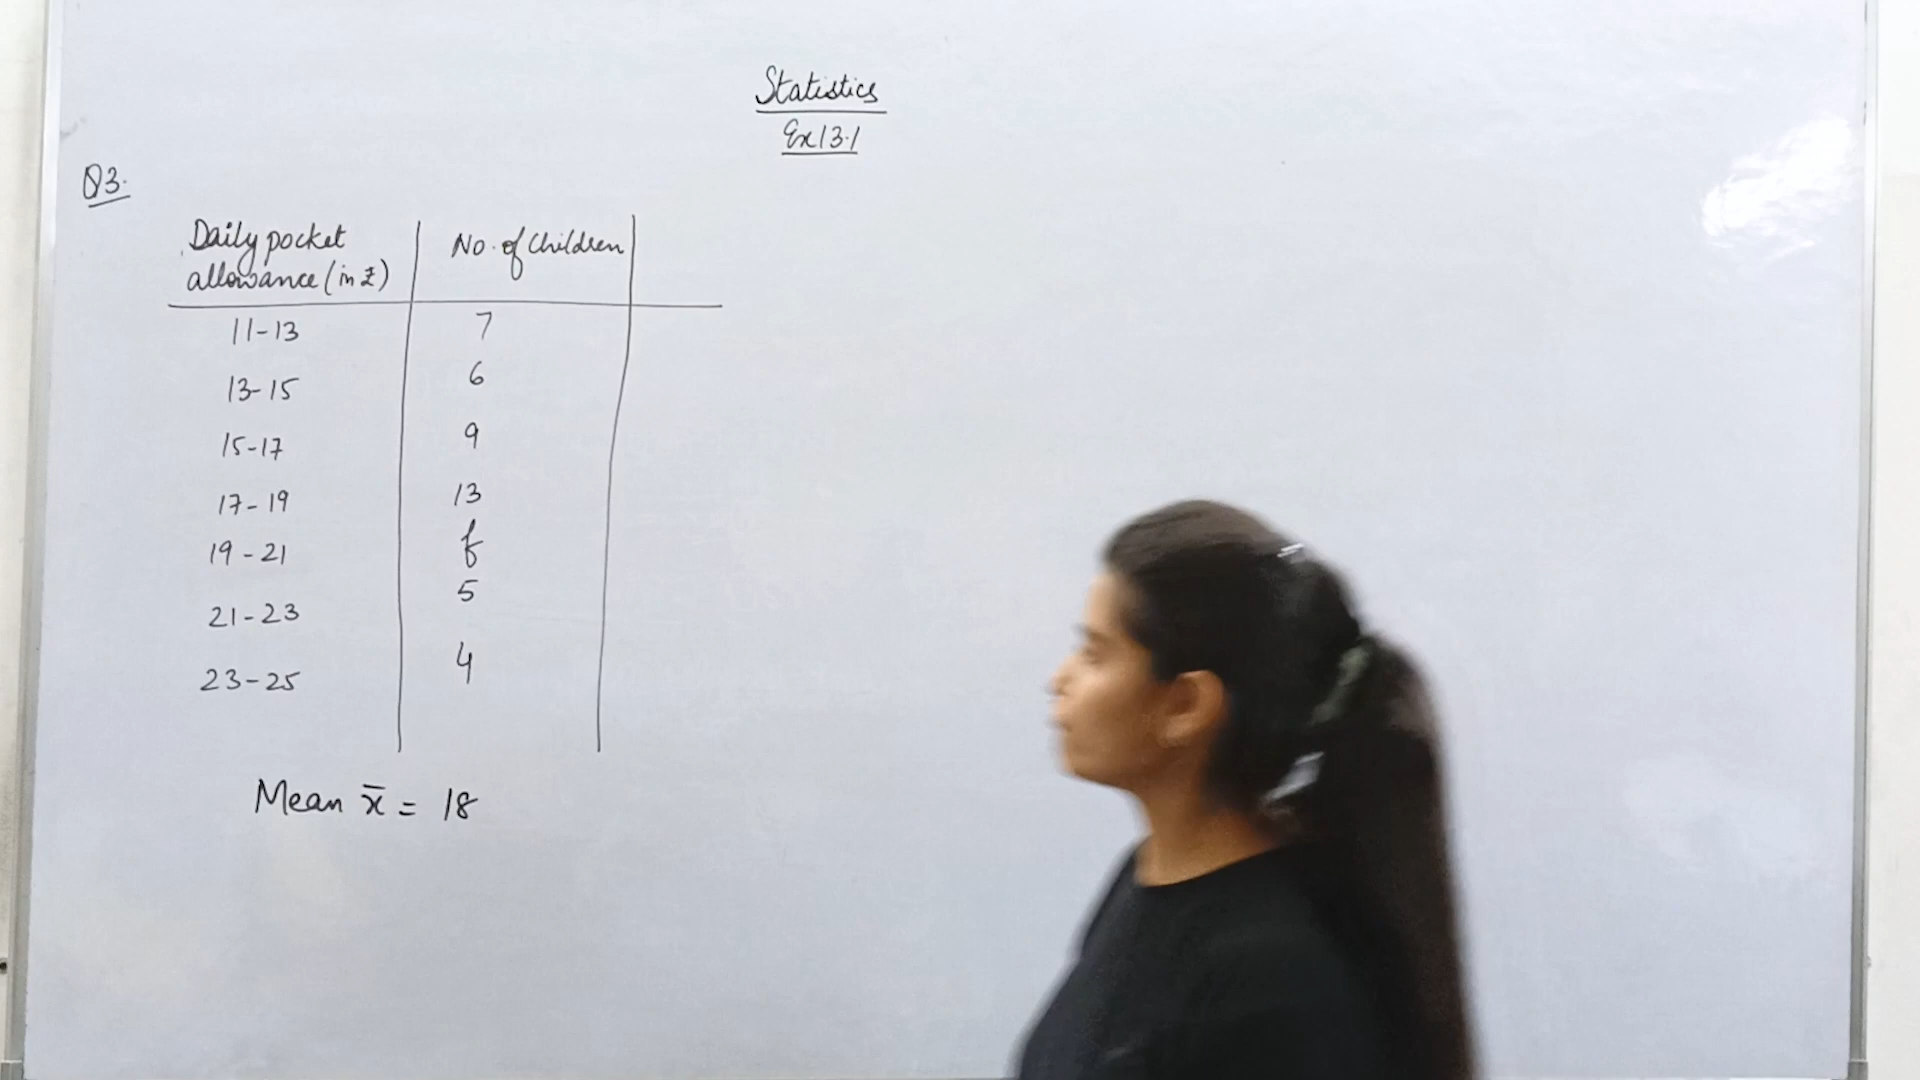 Statistics
Ex 13.1
Q3.
Daily pocket allowance (in ₹) | No. of children
11-13 | 7
13-15 | 6
15-17 | 9
17-19 | 13
19-21 | f
21-23 | 5
23-25 | 4
Mean x̄ = 18